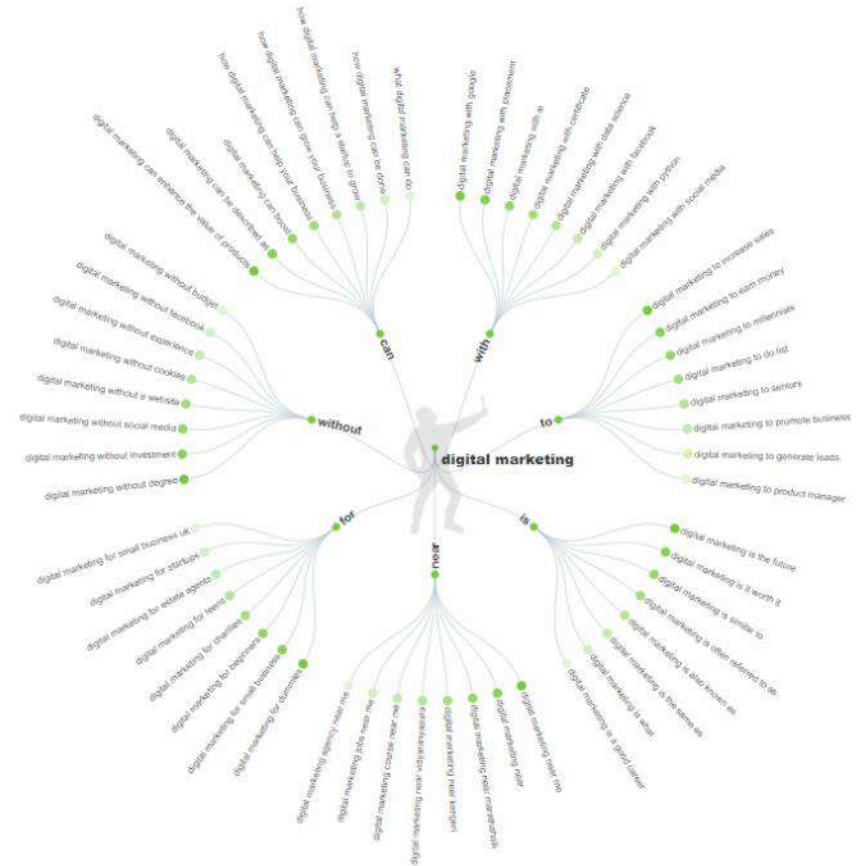 digital marketing
can
digital marketing can enhance the value of products
digital marketing can be described as
digital marketing can boost
how digital marketing can help your business
how digital marketing can grow your business
how digital marketing can help a startup to grow
how digital marketing can be done
what digital marketing can do
with
digital marketing with google
digital marketing with placement
digital marketing with ai
digital marketing with certificate
digital marketing with data science
digital marketing with facebook
digital marketing with python
digital marketing with social media
to
digital marketing to increase sales
digital marketing to earn money
digital marketing to millennials
digital marketing to do list
digital marketing to seniors
digital marketing to promote business
digital marketing to generate leads
digital marketing to product manager
is
digital marketing is the future
digital marketing is it worth it
digital marketing is similar to
digital marketing is often referred to as
digital marketing is also known as
digital marketing is the same as
digital marketing is what
digital marketing is a good career
near
digital marketing near me
digital marketing near
digital marketing near marathahalli
digital marketing near kengeri
digital marketing near vidyaranyapura
digital marketing course near me
digital marketing jobs near me
digital marketing agency near me
for
digital marketing for dummies
digital marketing for small business
digital marketing for beginners
digital marketing for charities
digital marketing for teens
digital marketing for estate agents
digital marketing for startups
digital marketing for small business uk
without
digital marketing without degree
digital marketing without investment
digital marketing without social media
digital marketing without a website
digital marketing without cookies
digital marketing without experience
digital marketing without facebook
digital marketing without budget